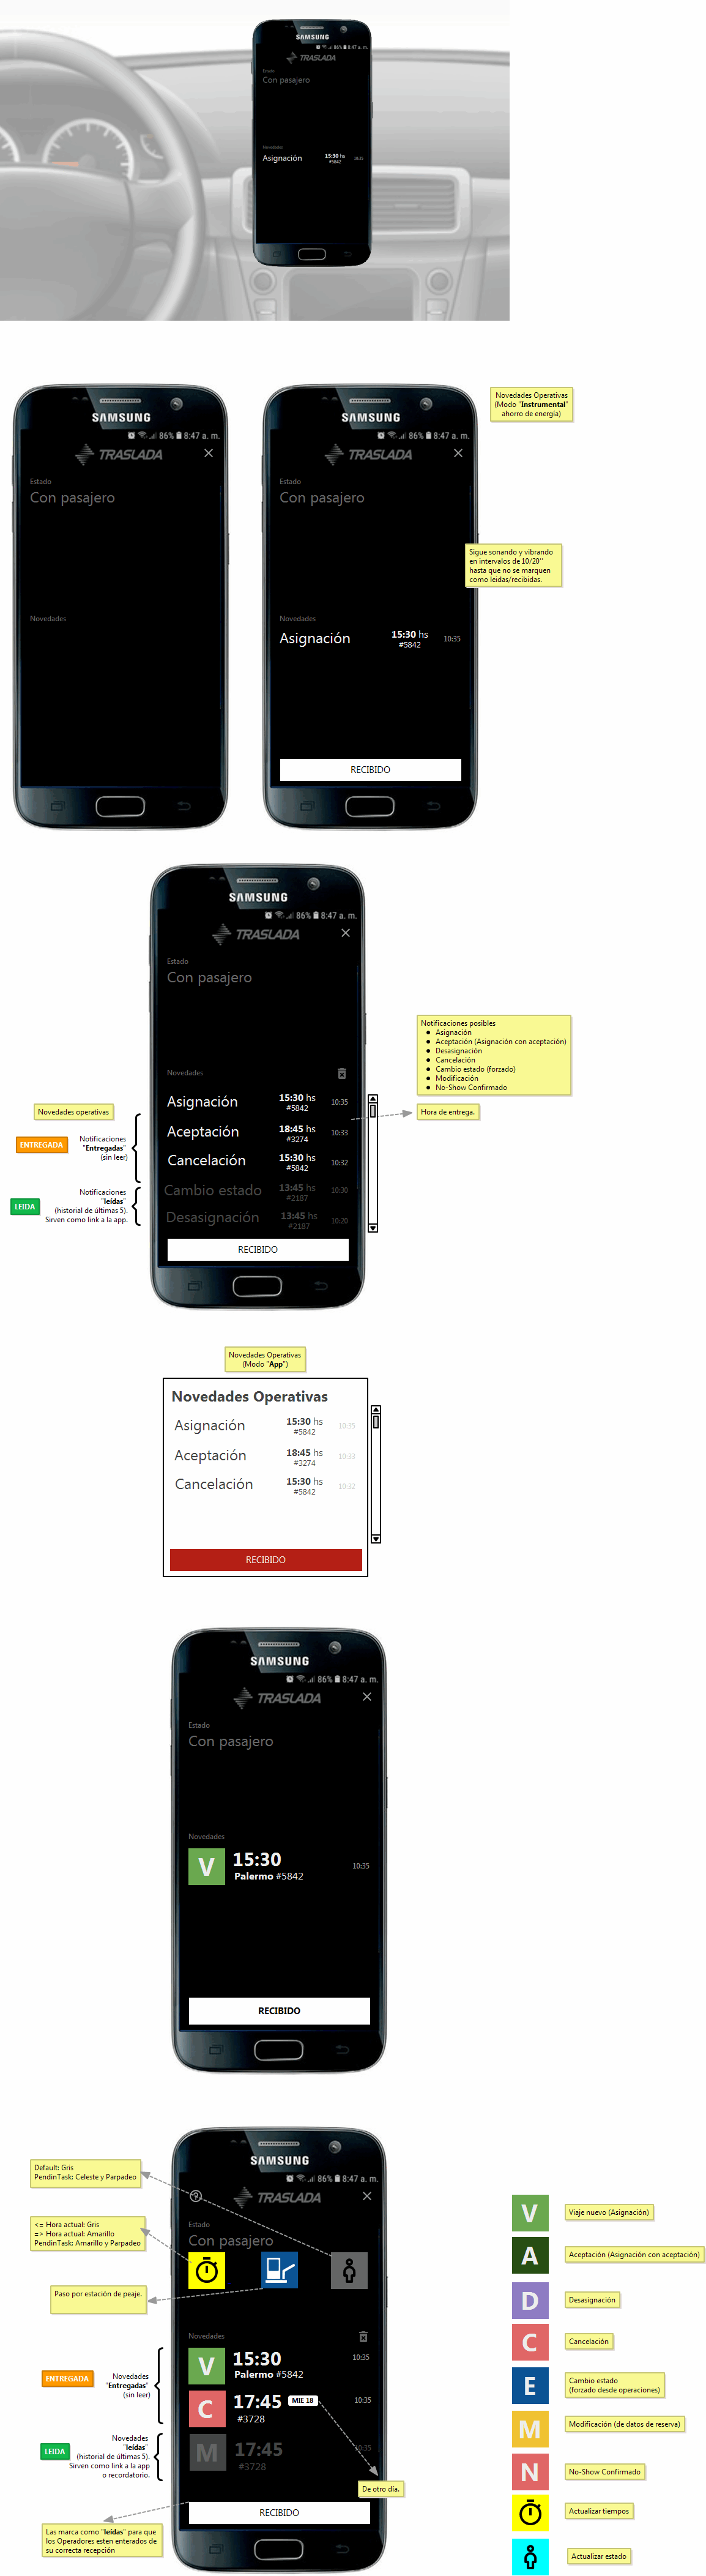 SAMSUNG
8:47 a. m.
TRASLADA
Estado
Con pasajero
Novedades
Asignación
15:30 hs
#5842
10:35
SAMSUNG
86% 8:47 a. m.
TRASLADA
Estado
Con pasajero
Novedades
SAMSUNG
86% 8:47 a. m.
TRASLADA
Estado
Con pasajero
Novedades
Asignación
15:30 hs
#5842
10:35
RECIBIDO
Novedades Operativas
(Modo "Instrumental"
ahorro de energía)
Sigue sonando y vibrando
en intervalos de 10/20''
hasta que no se marquen
como leidas/recibidas.
SAMSUNG
86% 8:47 a. m.
TRASLADA
Estado
Con pasajero
Novedades
Asignación
15:30 hs
#5842
10:35
Aceptación
18:45 hs
#3274
10:33
Cancelación
15:30 hs
#5842
10:32
Cambio estado
13:45 hs
#2187
10:30
Desasignación
13:45 hs
#2187
10:20
RECIBIDO
Notificaciones posibles
Asignación
Aceptación (Asignación con aceptación)
Desasignación
Cancelación
Cambio estado (forzado)
Modificación
No-Show Confirmado
Hora de entrega.
Novedades operativas
ENTREGADA
Notificaciones
"Entregadas"
(sin leer)
LEIDA
Notificaciones
"leídas"
(historial de últimas 5).
Sirven como link a la app.
Novedades Operativas
(Modo "App")
Novedades Operativas
Asignación
15:30 hs
#5842
10:35
Aceptación
18:45 hs
#3274
10:33
Cancelación
15:30 hs
#5842
10:32
RECIBIDO
SAMSUNG
86% 8:47 a. m.
TRASLADA
Estado
Con pasajero
Novedades
V
15:30
Palermo #5842
10:35
RECIBIDO
SAMSUNG
86% 8:47 a. m.
TRASLADA
Estado
Con pasajero
Novedades
V
15:30
Palermo #5842
10:35
C
17:45
MIE 18
#3728
10:35
M
17:45
#3728
10:35
RECIBIDO
Default: Gris
PendinTask: Celeste y Parpadeo
<= Hora actual: Gris
=> Hora actual: Amarillo
PendinTask: Amarillo y Parpadeo
Paso por estación de peaje.
ENTREGADA
Novedades
"Entregadas"
(sin leer)
LEIDA
Novedades
"leídas"
(historial de últimas 5).
Sirven como link a la app
o recordatorio.
De otro día.
Las marca como "leídas" para que
los Operadores esten enterados de
su correcta recepción
V
Viaje nuevo (Asignación)
A
Aceptación (Asignación con aceptación)
D
Desasignación
C
Cancelación
E
Cambio estado
(forzado desde operaciones)
M
Modificación (de datos de reserva)
N
No-Show Confirmado
Actualizar tiempos
Actualizar estado